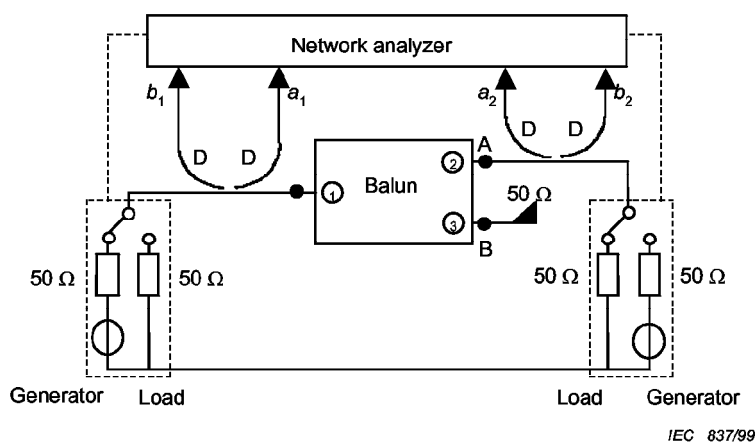 Network analyzer
b1 a1 a2 b2
D D D D
A
2
Balun
50 Ω
1
3
B
50 Ω 50 Ω 50 Ω 50 Ω
Generator Load Load Generator
IEC 837/99